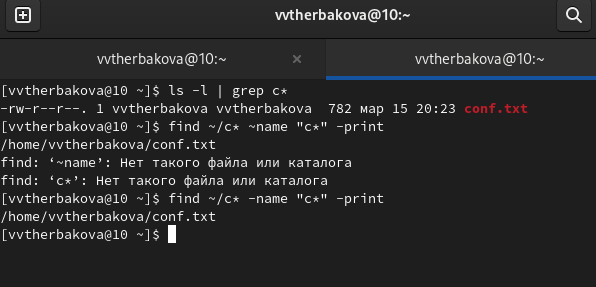 vvtherbakova@10:~
vvtherbakova@10:~ × vvtherbakova@10:~
[vvtherbakova@10 ~]$ ls -l | grep c*
-rw-r--r--. 1 vvtherbakova vvtherbakova  782 мар 15 20:23 conf.txt
[vvtherbakova@10 ~]$ find ~/c* ~name "c*" -print
/home/vvtherbakova/conf.txt
find: ‘~name’: Нет такого файла или каталога
find: ‘c*’: Нет такого файла или каталога
[vvtherbakova@10 ~]$ find ~/c* -name "c*" -print
/home/vvtherbakova/conf.txt
[vvtherbakova@10 ~]$